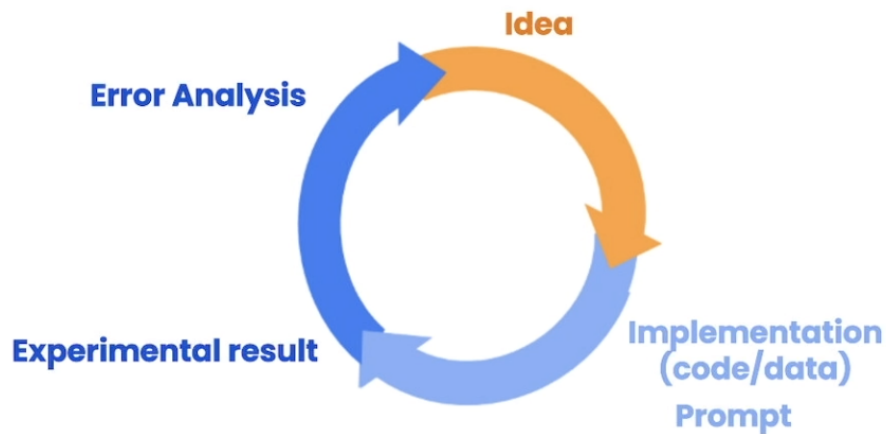 Idea
Error Analysis
Implementation
(code/data)
Experimental result
Prompt